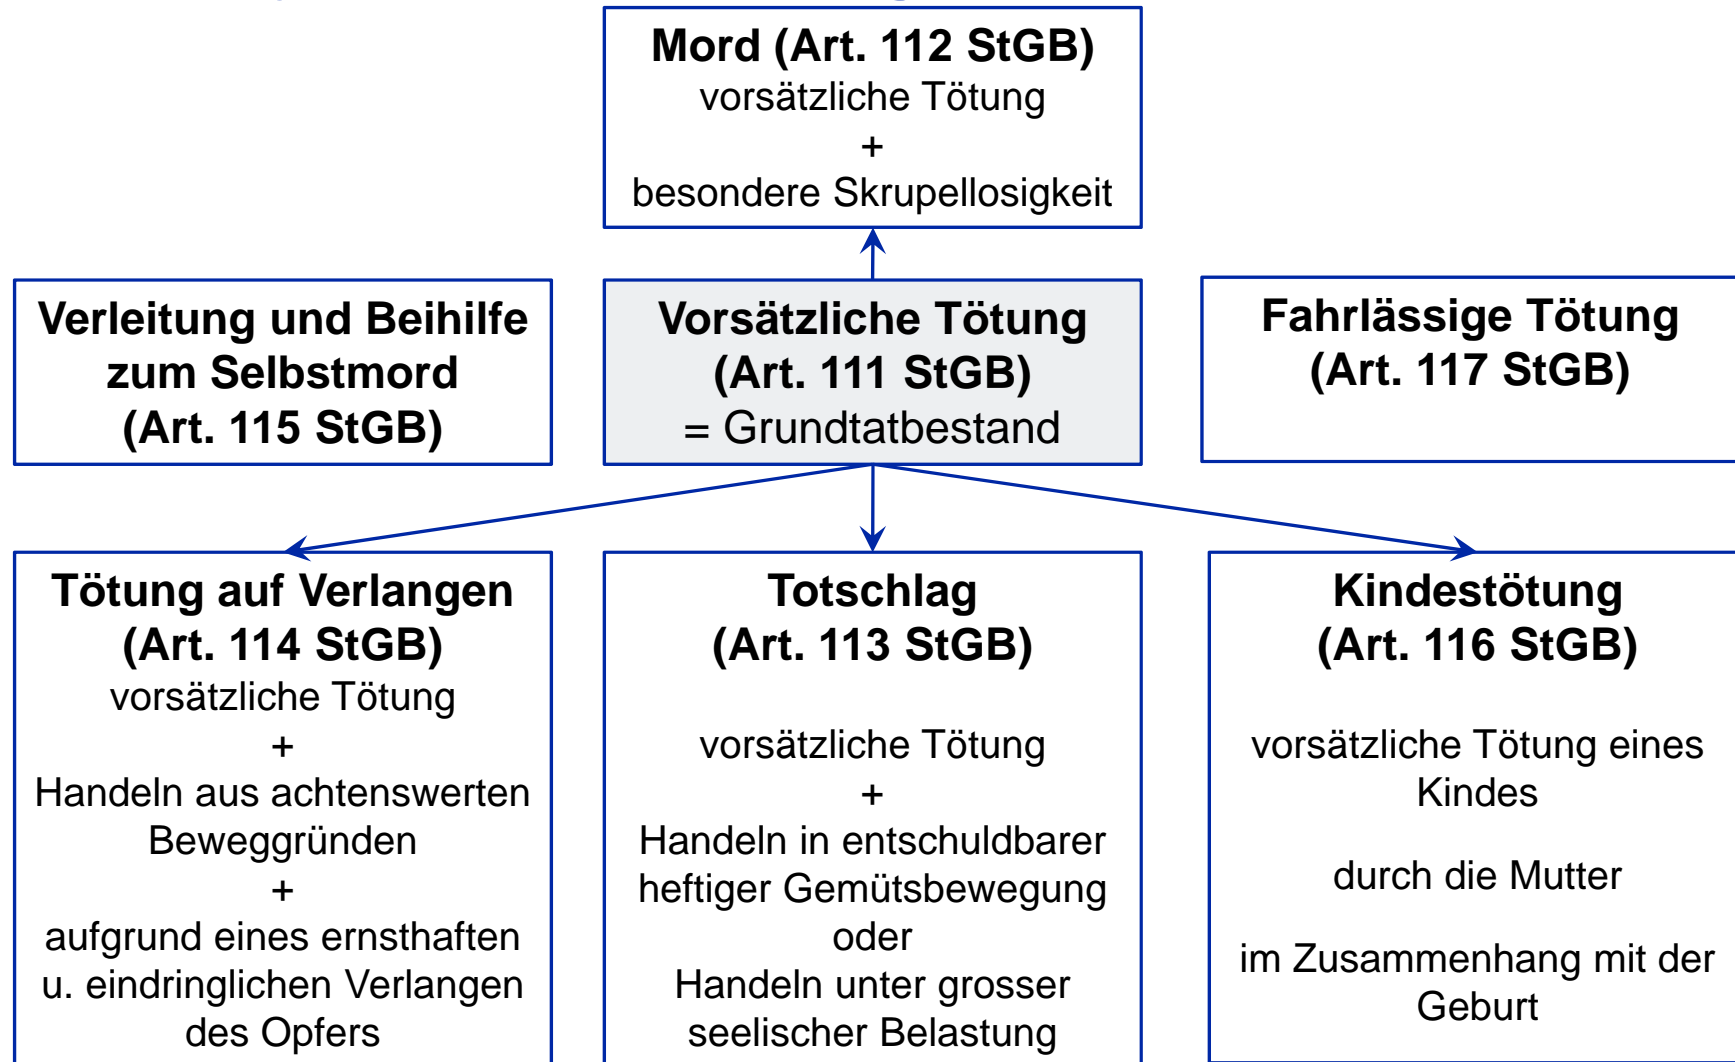 Mord (Art. 112 StGB)
vorsätzliche Tötung
+
besondere Skrupellosigkeit
Verleitung und Beihilfe
zum Selbstmord
(Art. 115 StGB)
Vorsätzliche Tötung
(Art. 111 StGB)
= Grundtatbestand
Fahrlässige Tötung
(Art. 117 StGB)
Tötung auf Verlangen
(Art. 114 StGB)
vorsätzliche Tötung
+
Handeln aus achtenswerten
Beweggründen
+
aufgrund eines ernsthaften
u. eindringlichen Verlangen
des Opfers
Totschlag
(Art. 113 StGB)
vorsätzliche Tötung
+
Handeln in entschuldbarer
heftiger Gemütsbewegung
oder
Handeln unter grosser
seelischer Belastung
Kindestötung
(Art. 116 StGB)
vorsätzliche Tötung eines
Kindes
durch die Mutter
im Zusammenhang mit der
Geburt